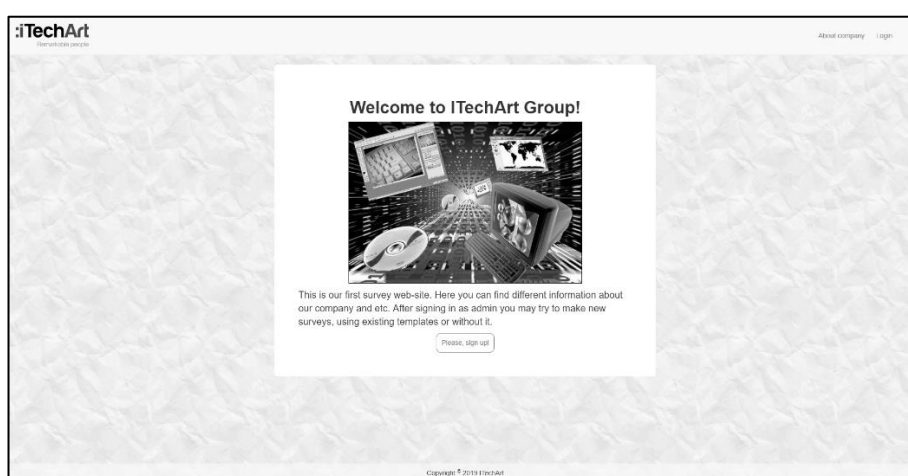 :iTechArt
Remarkable people
About company Login
Welcome to ITechArt Group!
This is our first survey web-site. Here you can find different information about
our company and etc. After signing in as admin you may try to make new
surveys, using existing templates or without it.
Please, sign up!
Copyright © 2019 ITechArt